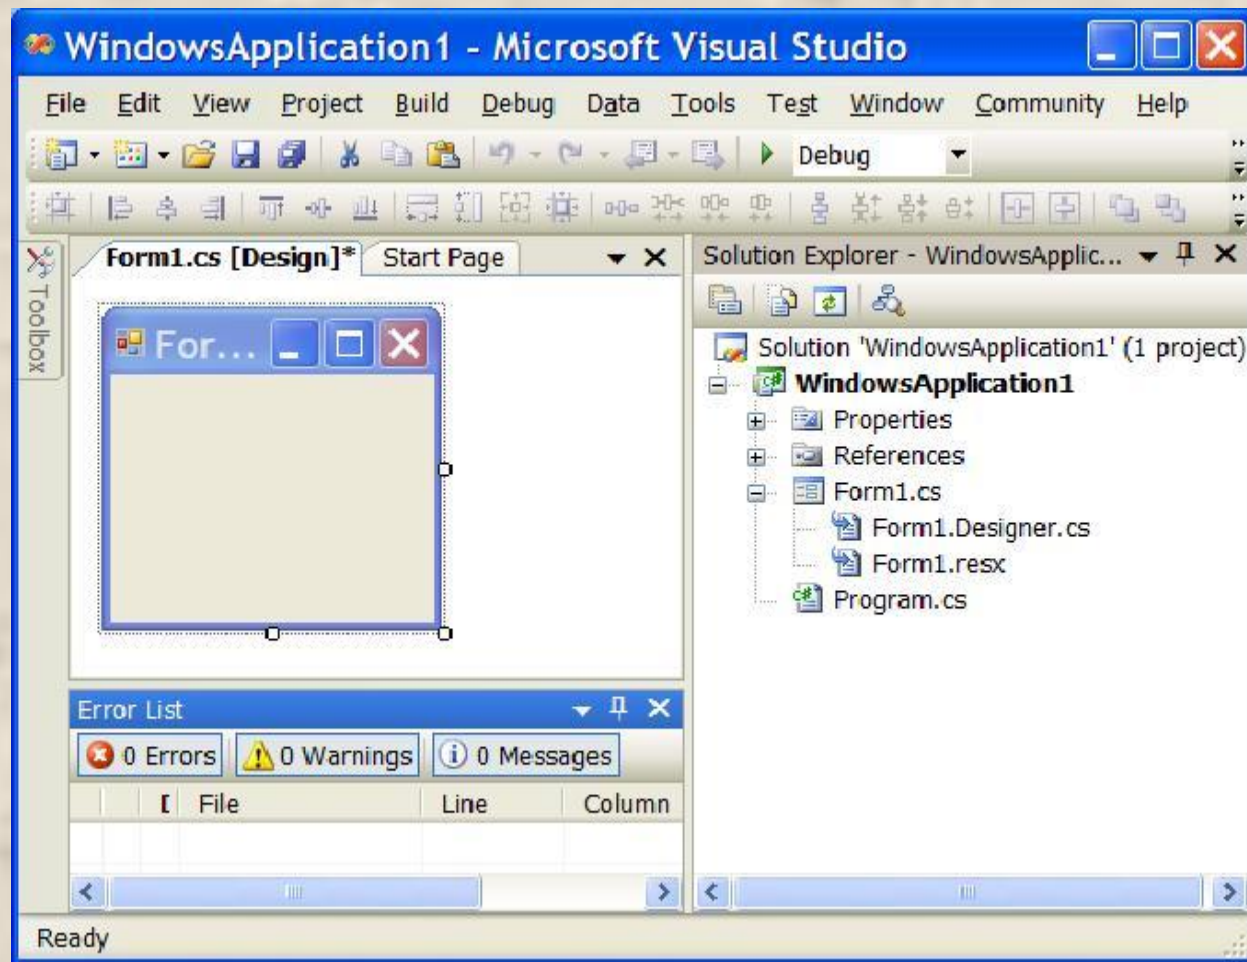 WindowsApplication1 - Microsoft Visual Studio
File Edit View Project Build Debug Data Tools Test Window Community Help
Debug
Toolbox
Form1.cs [Design]* Start Page
For...
Error List
0 Errors 0 Warnings 0 Messages
File Line Column
Solution Explorer - WindowsApplic...
Solution 'WindowsApplication1' (1 project)
WindowsApplication1
Properties
References
Form1.cs
Form1.Designer.cs
Form1.resx
Program.cs
Ready